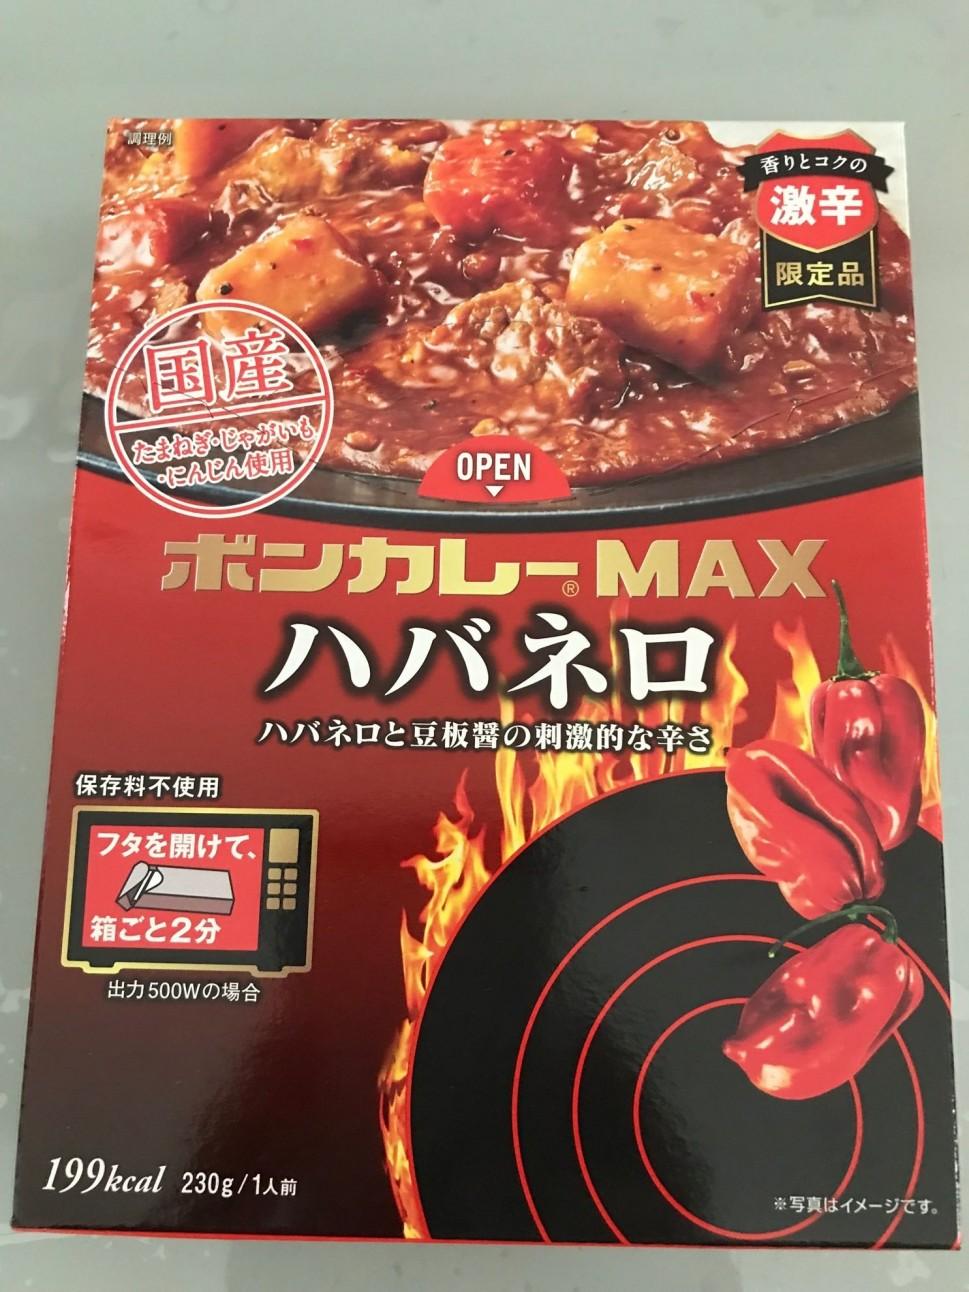 調理例
香りとコクの
激辛
限定品
国産
たまねぎ・じゃがいも
・にんじん使用
OPEN
ボンカレー® MAX
ハバネロ
ハバネロと豆板醤の刺激的な辛さ
保存料不使用
フタを開けて、
箱ごと2分
出力500Wの場合
199kcal 230g/1人前
※写真はイメージです。